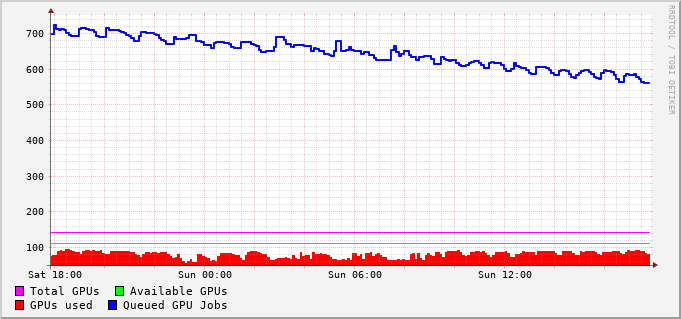 RRDTOOL / TOBI OETIKER
700
600
500
400
300
200
100
Sat 18:00 Sun 00:00 Sun 06:00 Sun 12:00
Total GPUs Available GPUs
GPUs used Queued GPU Jobs